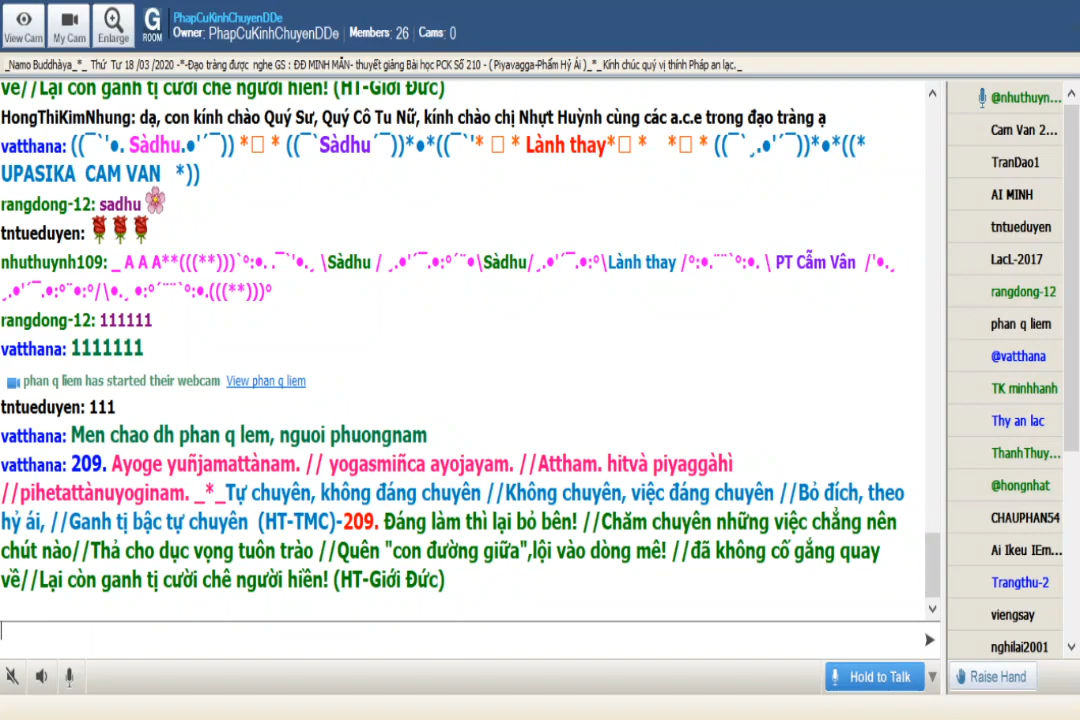 View Cam
My Cam
Enlarge
G
ROOM
PhapCuKinhChuyenDDe
Owner: PhapCuKinhChuyenDDe | Members: 26 | Cams: 0
_Namo Buddhàya_*_ Thứ Tư 18 /03 /2020 -*-Đạo tràng được nghe GS : ĐĐ MINH MẪN- thuyết giảng Bài học PCK Số 210 - ( Piyavagga-Phẩm Hỷ Ái )_*_Kính chúc quý vị thính Pháp an lạc._
về//Lại còn ganh tị cười chê người hiền! (HT-Giới Đức)
HongThiKimNhung: dạ, con kính chào Quý Sư, Quý Cô Tu Nữ, kính chào chị Nhựt Huỳnh cùng các a.c.e trong đạo tràng ạ
vatthana: ((¯`'•. Sàdhu.•'´¯)) *▯ * ((¯`Sàdhu´¯))*•*((¯`'* ▯ * Lành thay*▯ * *▯ * ((¯`¸.•'´¯))*•*((*
UPASIKA CAM VAN *))
rangdong-12: sadhu
tntueduyen:
nhuthuynh109: _ A A A**(((**)))`°:•. .¯`'•.¸ \Sàdhu / ¸.•'´¯.•:°´¨•\Sàdhu/¸.•'´¯.•:°\Lành thay /°:•.¨¨`°:•. \ PT Cẩm Vân /'•.¸
¸.•'´¯.•:°¨•:°/\•.¸ •:°´¨¨`°:•.(((**)))°
rangdong-12: 111111
vatthana: 1111111
phan q liem has started their webcam View phan q liem
tntueduyen: 111
vatthana: Men chao dh phan q lem, nguoi phuongnam
vatthana: 209. Ayoge yuñjamattànam. // yogasmiñca ayojayam. //Attham. hitvà piyaggàhì
//pihetattànuyoginam. _*_Tự chuyên, không đáng chuyên //Không chuyên, việc đáng chuyên //Bỏ đích, theo
hỷ ái, //Ganh tị bậc tự chuyên (HT-TMC)-209. Đáng làm thì lại bỏ bên! //Chăm chuyên những việc chẳng nên
chút nào//Thả cho dục vọng tuôn trào //Quên "con đường giữa",lội vào dòng mê! //đã không cố gắng quay
về//Lại còn ganh tị cười chê người hiền! (HT-Giới Đức)
@nhuthuyn...
Cam Van 2...
TranDao1
AI MINH
tntueduyen
LacL-2017
rangdong-12
phan q liem
@vatthana
TK minhhanh
Thy an lac
ThanhThuy...
@hongnhat
CHAUPHAN54
Ai Ikeu IEm...
Trangthu-2
viengsay
nghilai2001
Hold to Talk
Raise Hand